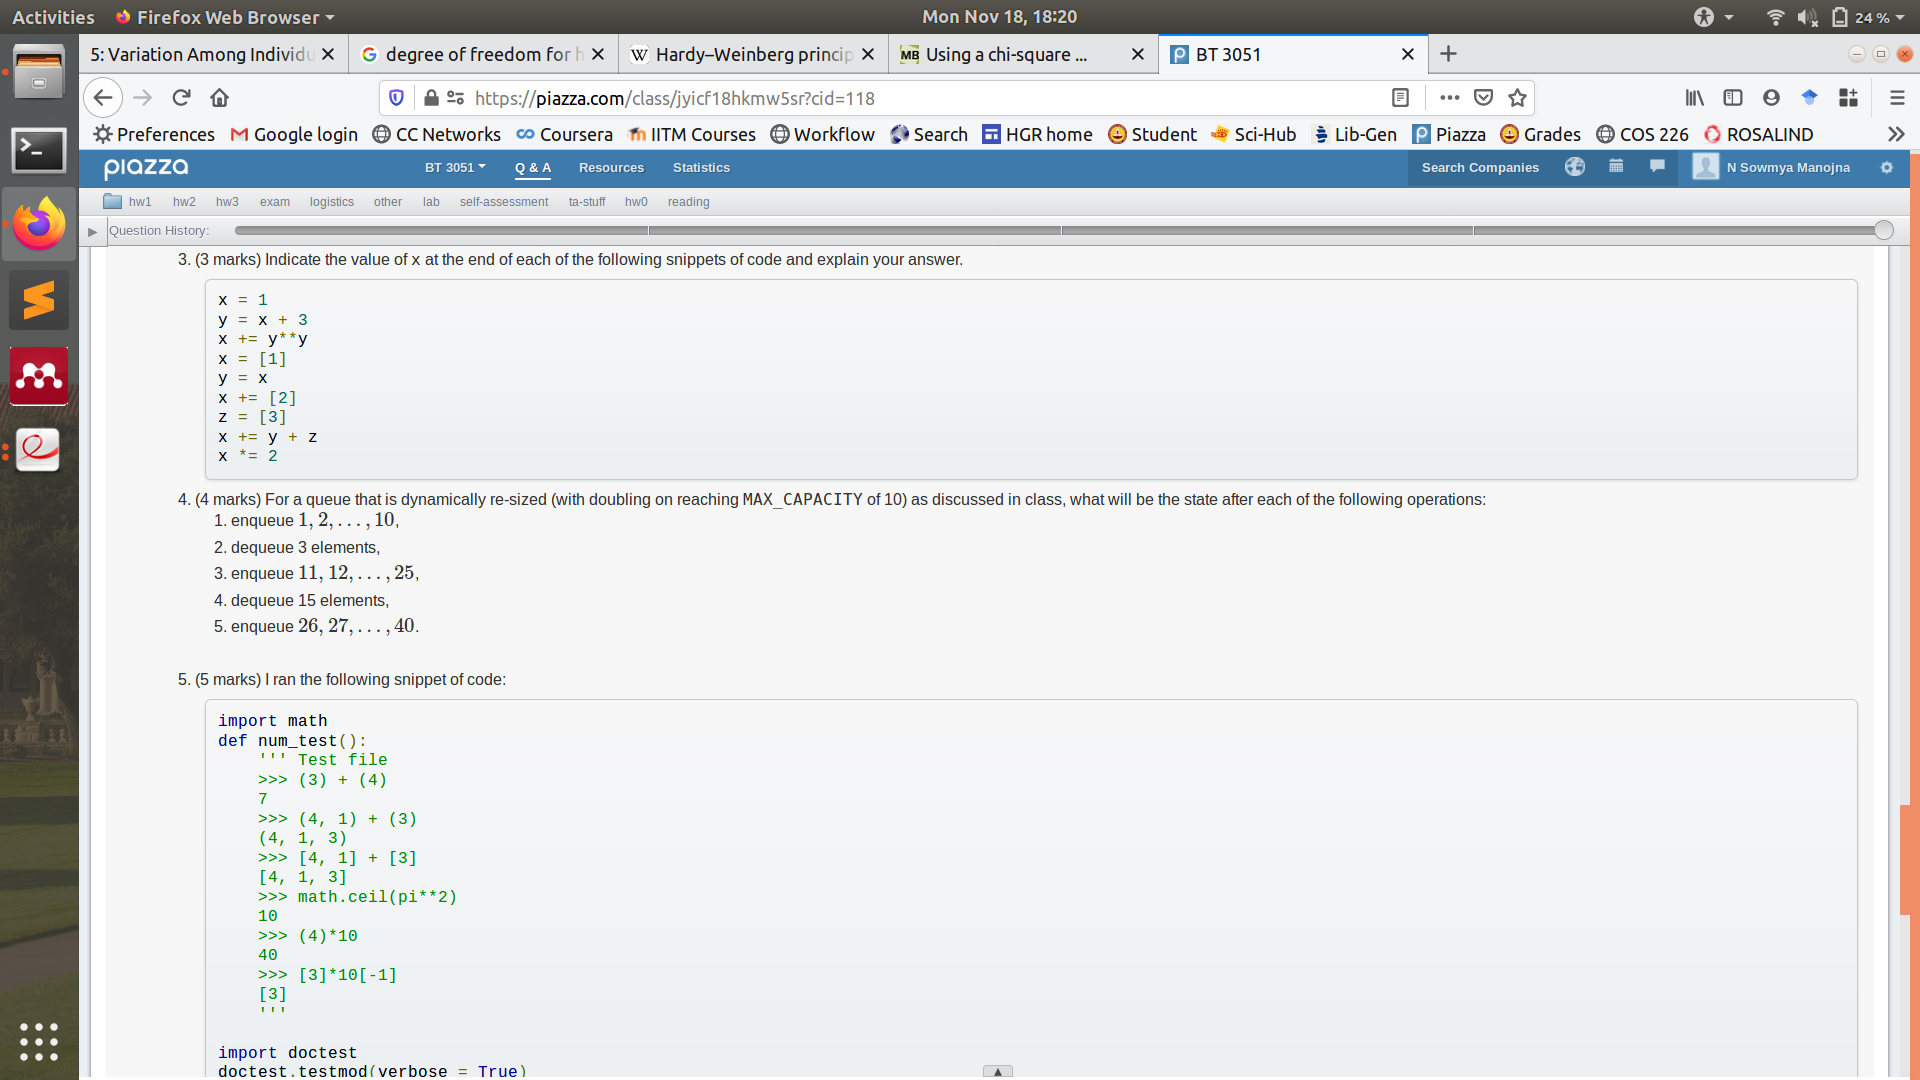 Activities Firefox Web Browser Mon Nov 18, 18:20 24 %
5: Variation Among Individu degree of freedom for h Hardy–Weinberg princip MB Using a chi-square ... BT 3051
https://piazza.com/class/jyicf18hkmw5sr?cid=118
Preferences Google login CC Networks Coursera IITM Courses Workflow Search HGR home Student Sci-Hub Lib-Gen Piazza Grades COS 226 ROSALIND
piazza BT 3051 Q & A Resources Statistics Search Companies N Sowmya Manojna
hw1 hw2 hw3 exam logistics other lab self-assessment ta-stuff hw0 reading
Question History:
3. (3 marks) Indicate the value of x at the end of each of the following snippets of code and explain your answer.
x = 1
y = x + 3
x += y**y
x = [1]
y = x
x += [2]
z = [3]
x += y + z
x *= 2
4. (4 marks) For a queue that is dynamically re-sized (with doubling on reaching MAX_CAPACITY of 10) as discussed in class, what will be the state after each of the following operations:
1. enqueue 1, 2, . . . , 10,
2. dequeue 3 elements,
3. enqueue 11, 12, . . . , 25,
4. dequeue 15 elements,
5. enqueue 26, 27, . . . , 40.
5. (5 marks) I ran the following snippet of code:
import math
def num_test():
''' Test file
>>> (3) + (4)
7
>>> (4, 1) + (3)
(4, 1, 3)
>>> [4, 1] + [3]
[4, 1, 3]
>>> math.ceil(pi**2)
10
>>> (4)*10
40
>>> [3]*10[-1]
[3]
'''
import doctest
doctest.testmod(verbose = True)